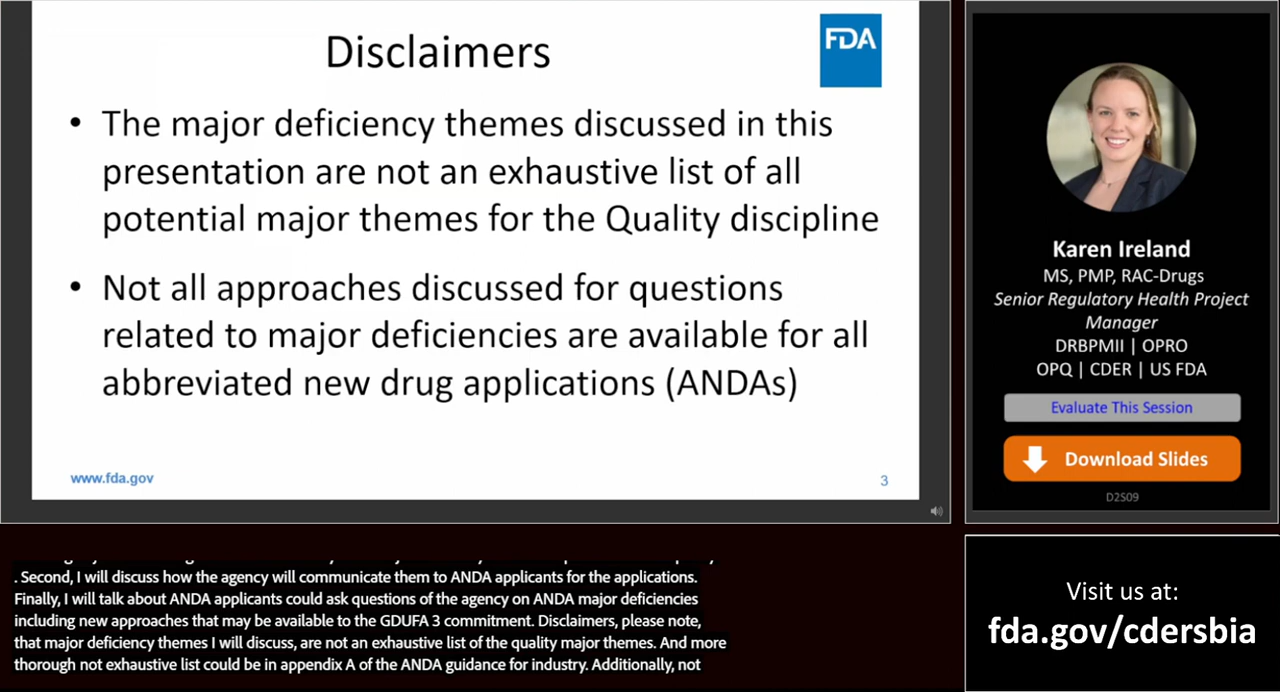 Disclaimers
FDA
• The major deficiency themes discussed in this
presentation are not an exhaustive list of all
potential major themes for the Quality discipline
• Not all approaches discussed for questions
related to major deficiencies are available for all
abbreviated new drug applications (ANDAs)
www.fda.gov
3
Karen Ireland
MS, PMP, RAC-Drugs
Senior Regulatory Health Project
Manager
DRBPMII | OPRO
OPQ | CDER | US FDA
Evaluate This Session
Download Slides
D2S09
. Second, I will discuss how the agency will communicate them to ANDA applicants for the applications.
Finally, I will talk about ANDA applicants could ask questions of the agency on ANDA major deficiencies
including new approaches that may be available to the GDUFA 3 commitment. Disclaimers, please note,
that major deficiency themes I will discuss, are not an exhaustive list of the quality major themes. And more
thorough not exhaustive list could be in appendix A of the ANDA guidance for industry. Additionally, not
Visit us at:
fda.gov/cdersbia